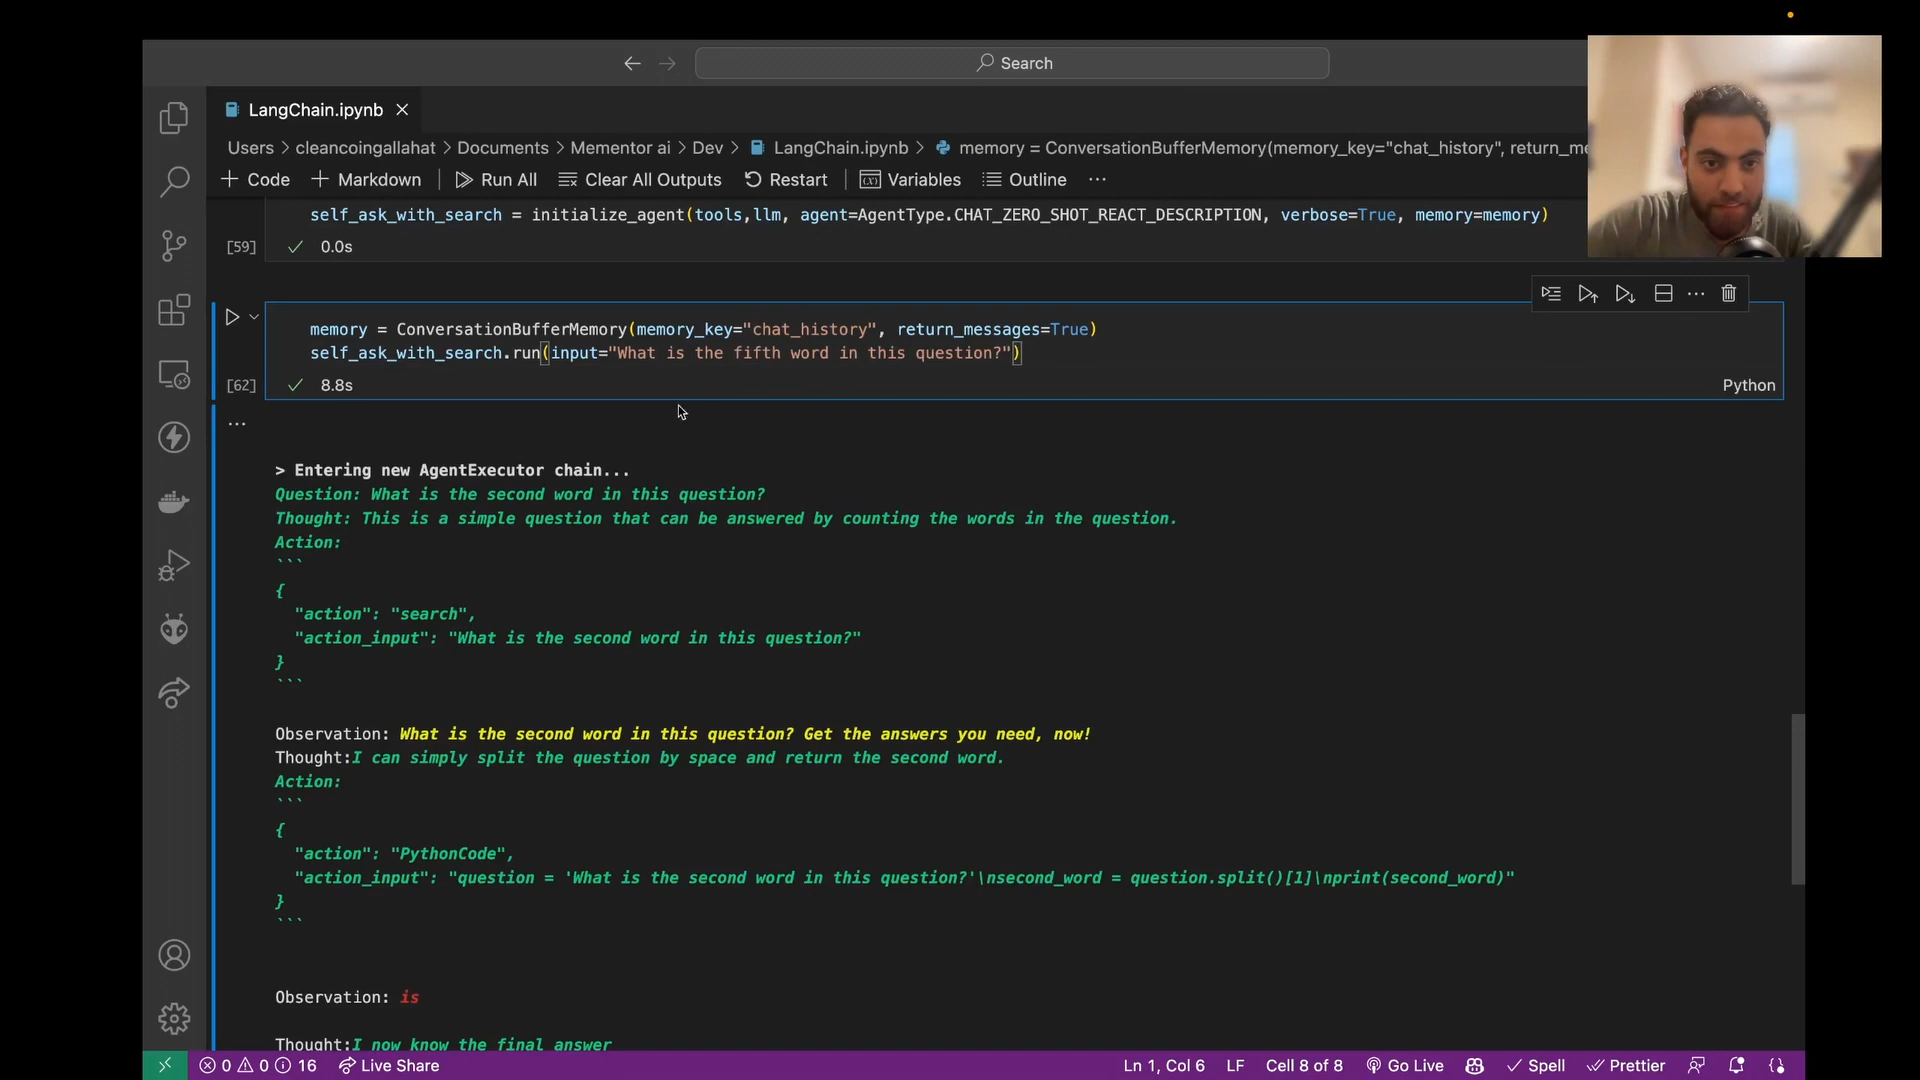 Search
LangChain.ipynb
Users > cleancoingallahat > Documents > Mementor ai > Dev > LangChain.ipynb > memory = ConversationBufferMemory(memory_key="chat_history", return_me
+ Code + Markdown Run All Clear All Outputs Restart Variables Outline ...
self_ask_with_search = initialize_agent(tools,llm, agent=AgentType.CHAT_ZERO_SHOT_REACT_DESCRIPTION, verbose=True, memory=memory)
[59] ✓ 0.0s
memory = ConversationBufferMemory(memory_key="chat_history", return_messages=True)
self_ask_with_search.run(input="What is the fifth word in this question?")
[62] ✓ 8.8s Python
...
> Entering new AgentExecutor chain...
Question: What is the second word in this question?
Thought: This is a simple question that can be answered by counting the words in the question.
Action:
```
{
"action": "search",
"action_input": "What is the second word in this question?"
}
```
Observation: What is the second word in this question? Get the answers you need, now!
Thought:I can simply split the question by space and return the second word.
Action:
```
{
"action": "PythonCode",
"action_input": "question = 'What is the second word in this question?'\nsecond_word = question.split()[1]\nprint(second_word)"
}
```
Observation: is
Thought:I now know the final answer
0 0 16 Live Share Ln 1, Col 6 LF Cell 8 of 8 Go Live Spell Prettier